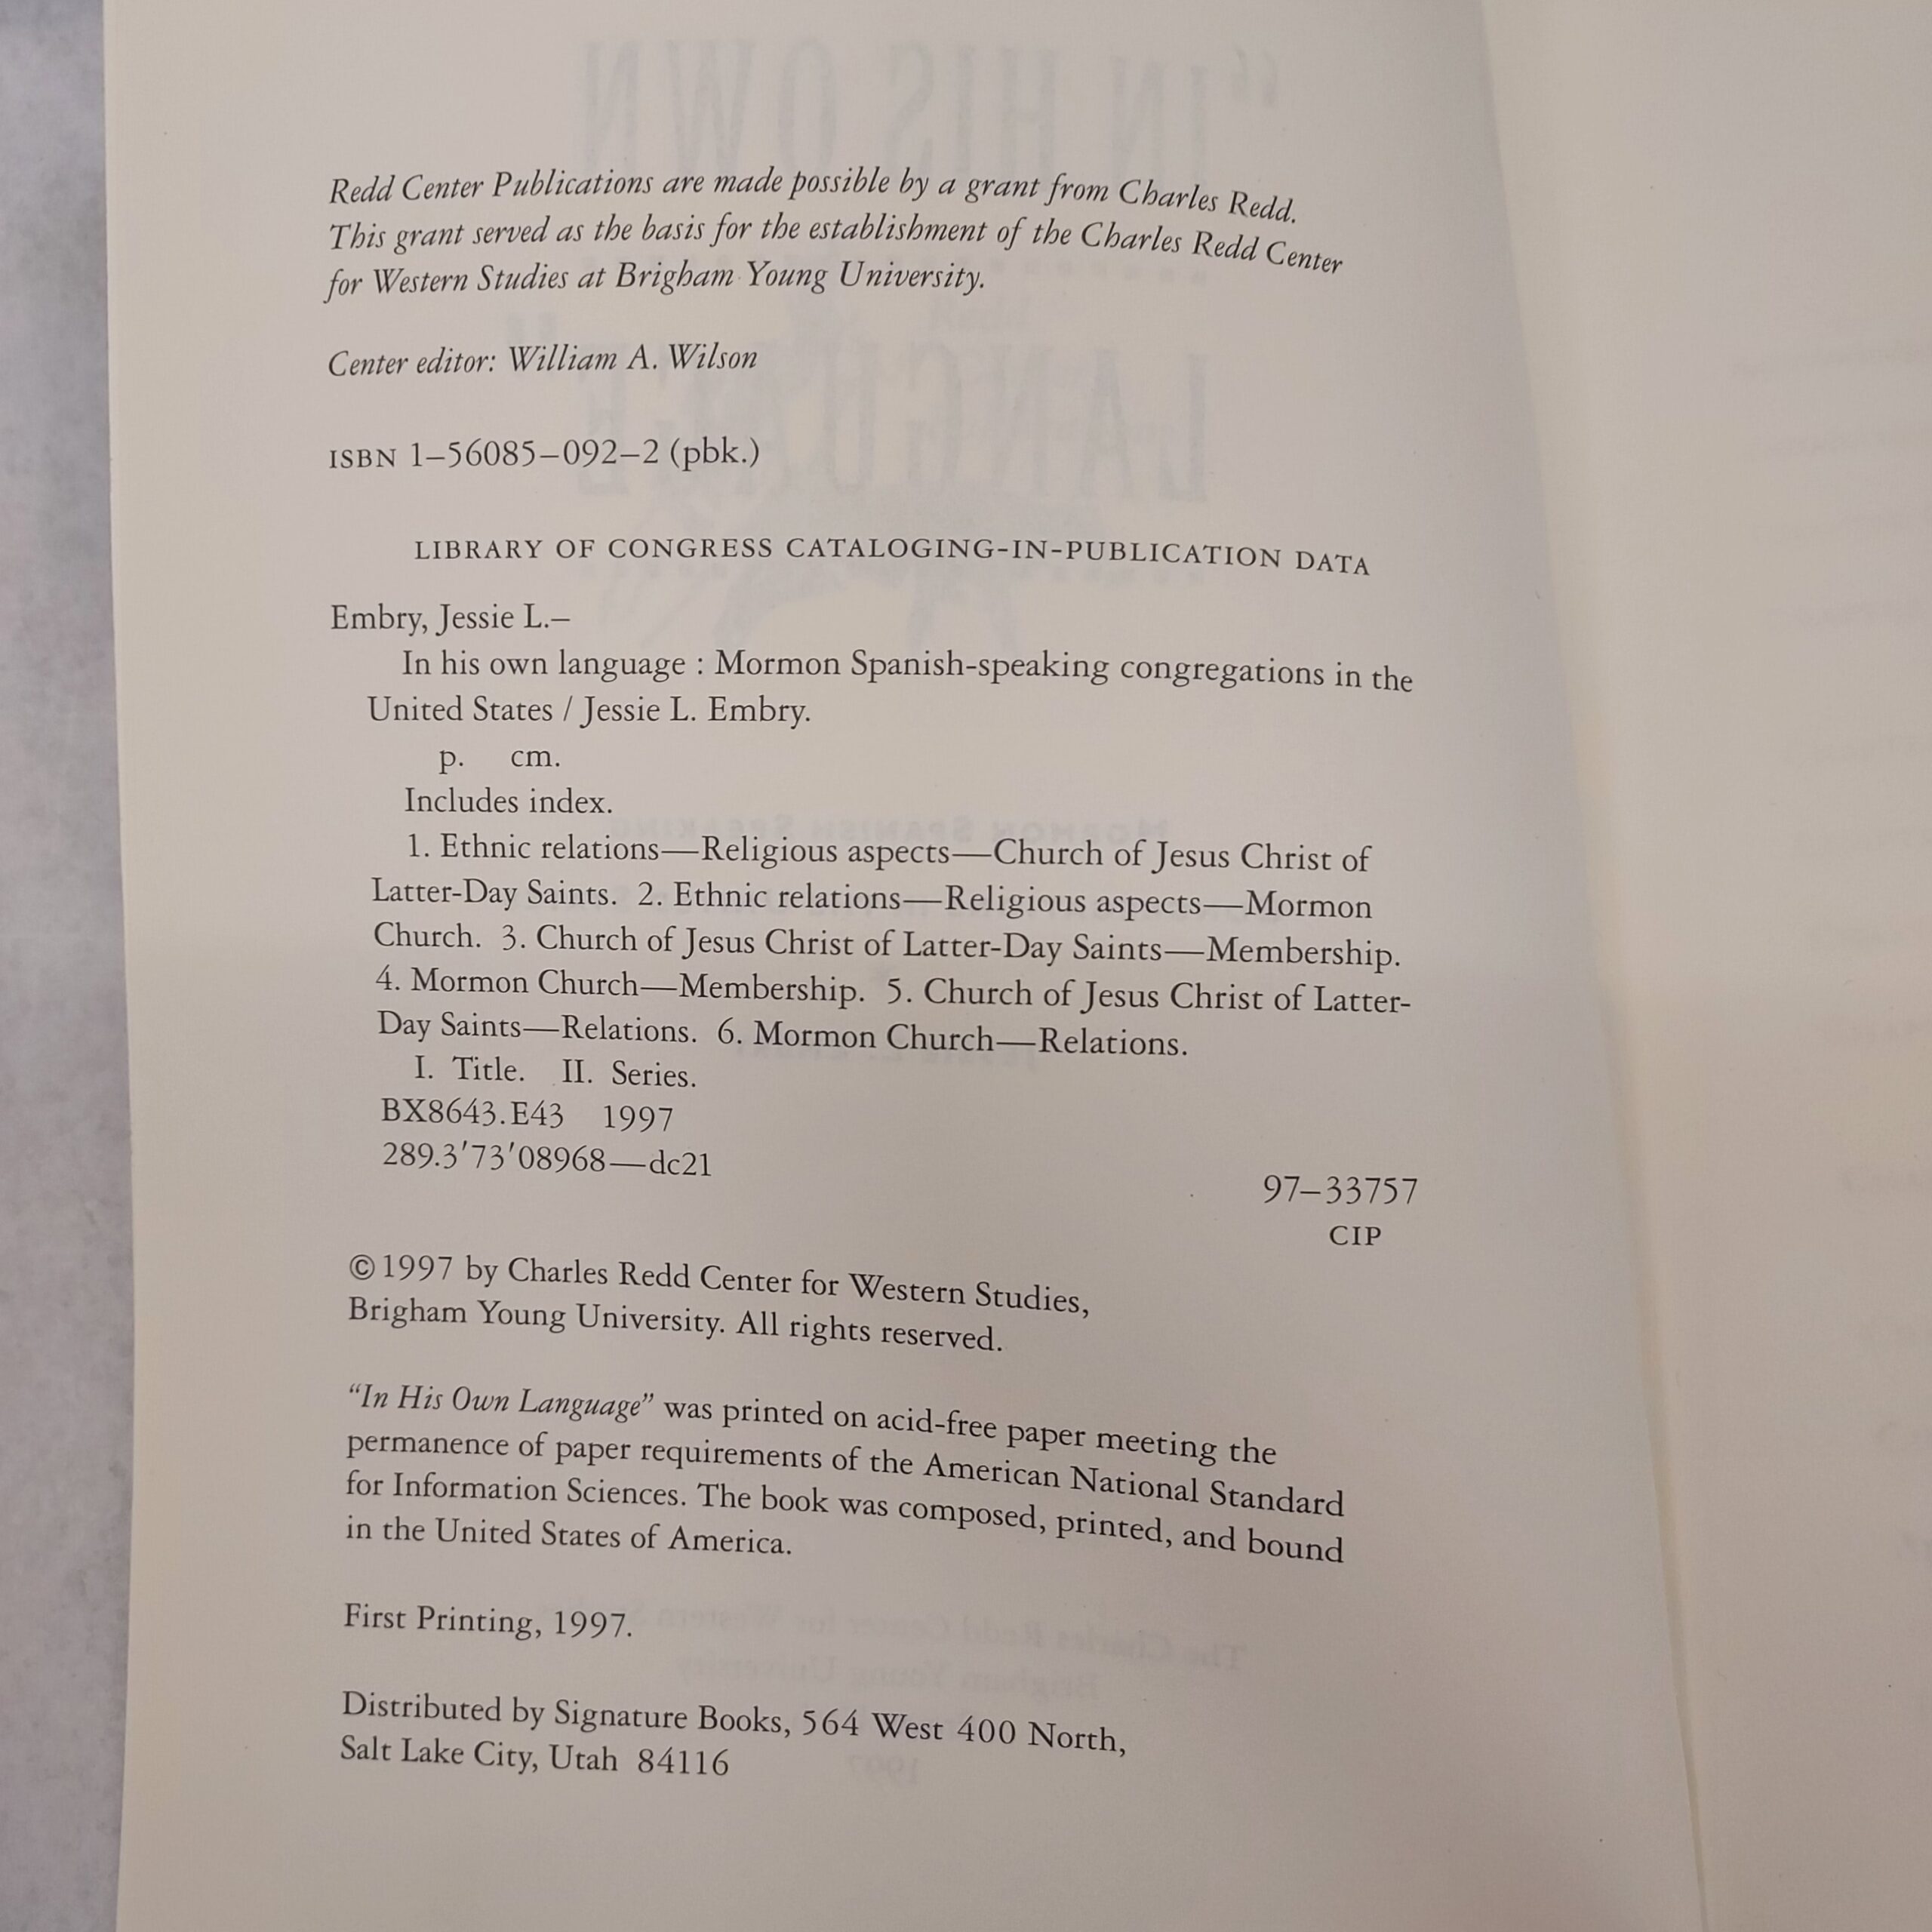 Redd Center Publications are made possible by a grant from Charles Redd.
This grant served as the basis for the establishment of the Charles Redd Center
for Western Studies at Brigham Young University.
Center editor: William A. Wilson
ISBN 1–56085–092–2 (pbk.)
LIBRARY OF CONGRESS CATALOGING-IN-PUBLICATION DATA
Embry, Jessie L.–
In his own language : Mormon Spanish-speaking congregations in the
United States / Jessie L. Embry.
p. cm.
Includes index.
1. Ethnic relations—Religious aspects—Church of Jesus Christ of
Latter-Day Saints. 2. Ethnic relations—Religious aspects—Mormon
Church. 3. Church of Jesus Christ of Latter-Day Saints—Membership.
4. Mormon Church—Membership. 5. Church of Jesus Christ of Latter-
Day Saints—Relations. 6. Mormon Church—Relations.
I. Title. II. Series.
BX8643.E43 1997
289.3′73′08968—dc21
97–33757
CIP
©1997 by Charles Redd Center for Western Studies,
Brigham Young University. All rights reserved.
“In His Own Language” was printed on acid-free paper meeting the
permanence of paper requirements of the American National Standard
for Information Sciences. The book was composed, printed, and bound
in the United States of America.
First Printing, 1997.
Distributed by Signature Books, 564 West 400 North,
Salt Lake City, Utah 84116